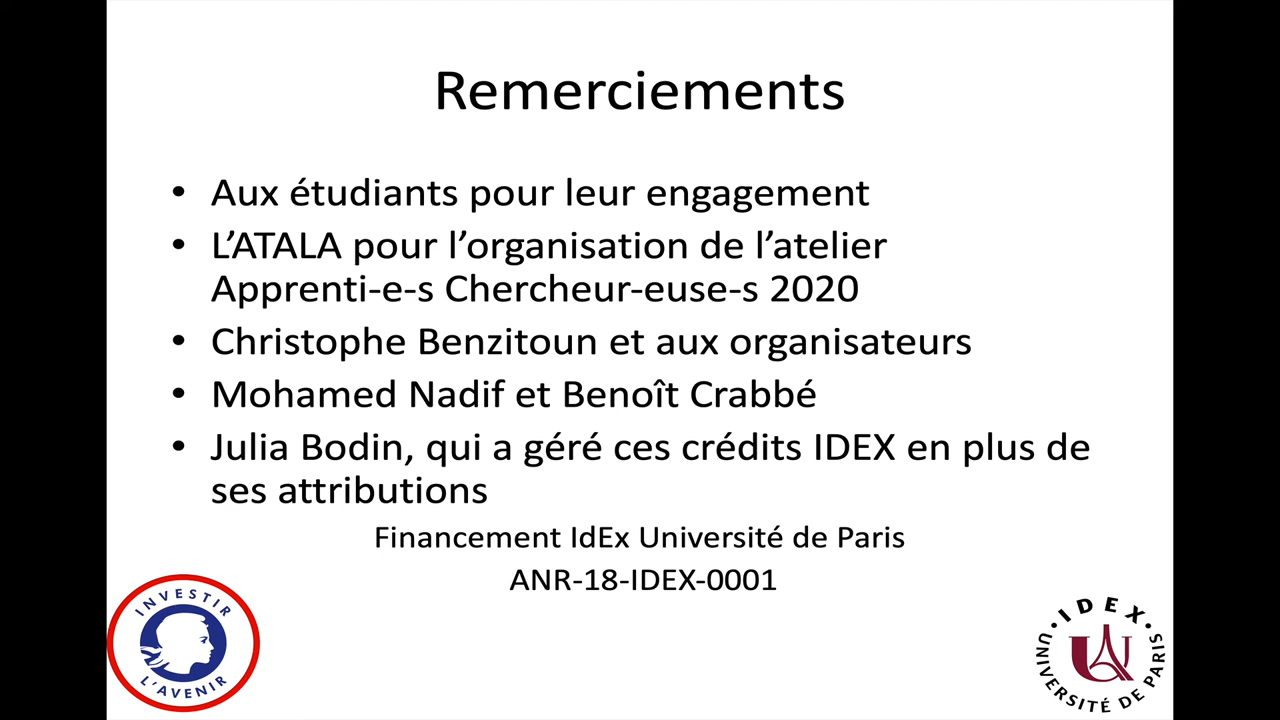 Remerciements
• Aux étudiants pour leur engagement
• L’ATALA pour l’organisation de l’atelier
Apprenti-e-s Chercheur-euse-s 2020
• Christophe Benzitoun et aux organisateurs
• Mohamed Nadif et Benoît Crabbé
• Julia Bodin, qui a géré ces crédits IDEX en plus de
ses attributions
Financement IdEx Université de Paris
ANR-18-IDEX-0001
INVESTIR
L’AVENIR
• IDEX •
UNIVERSITÉ DE PARIS